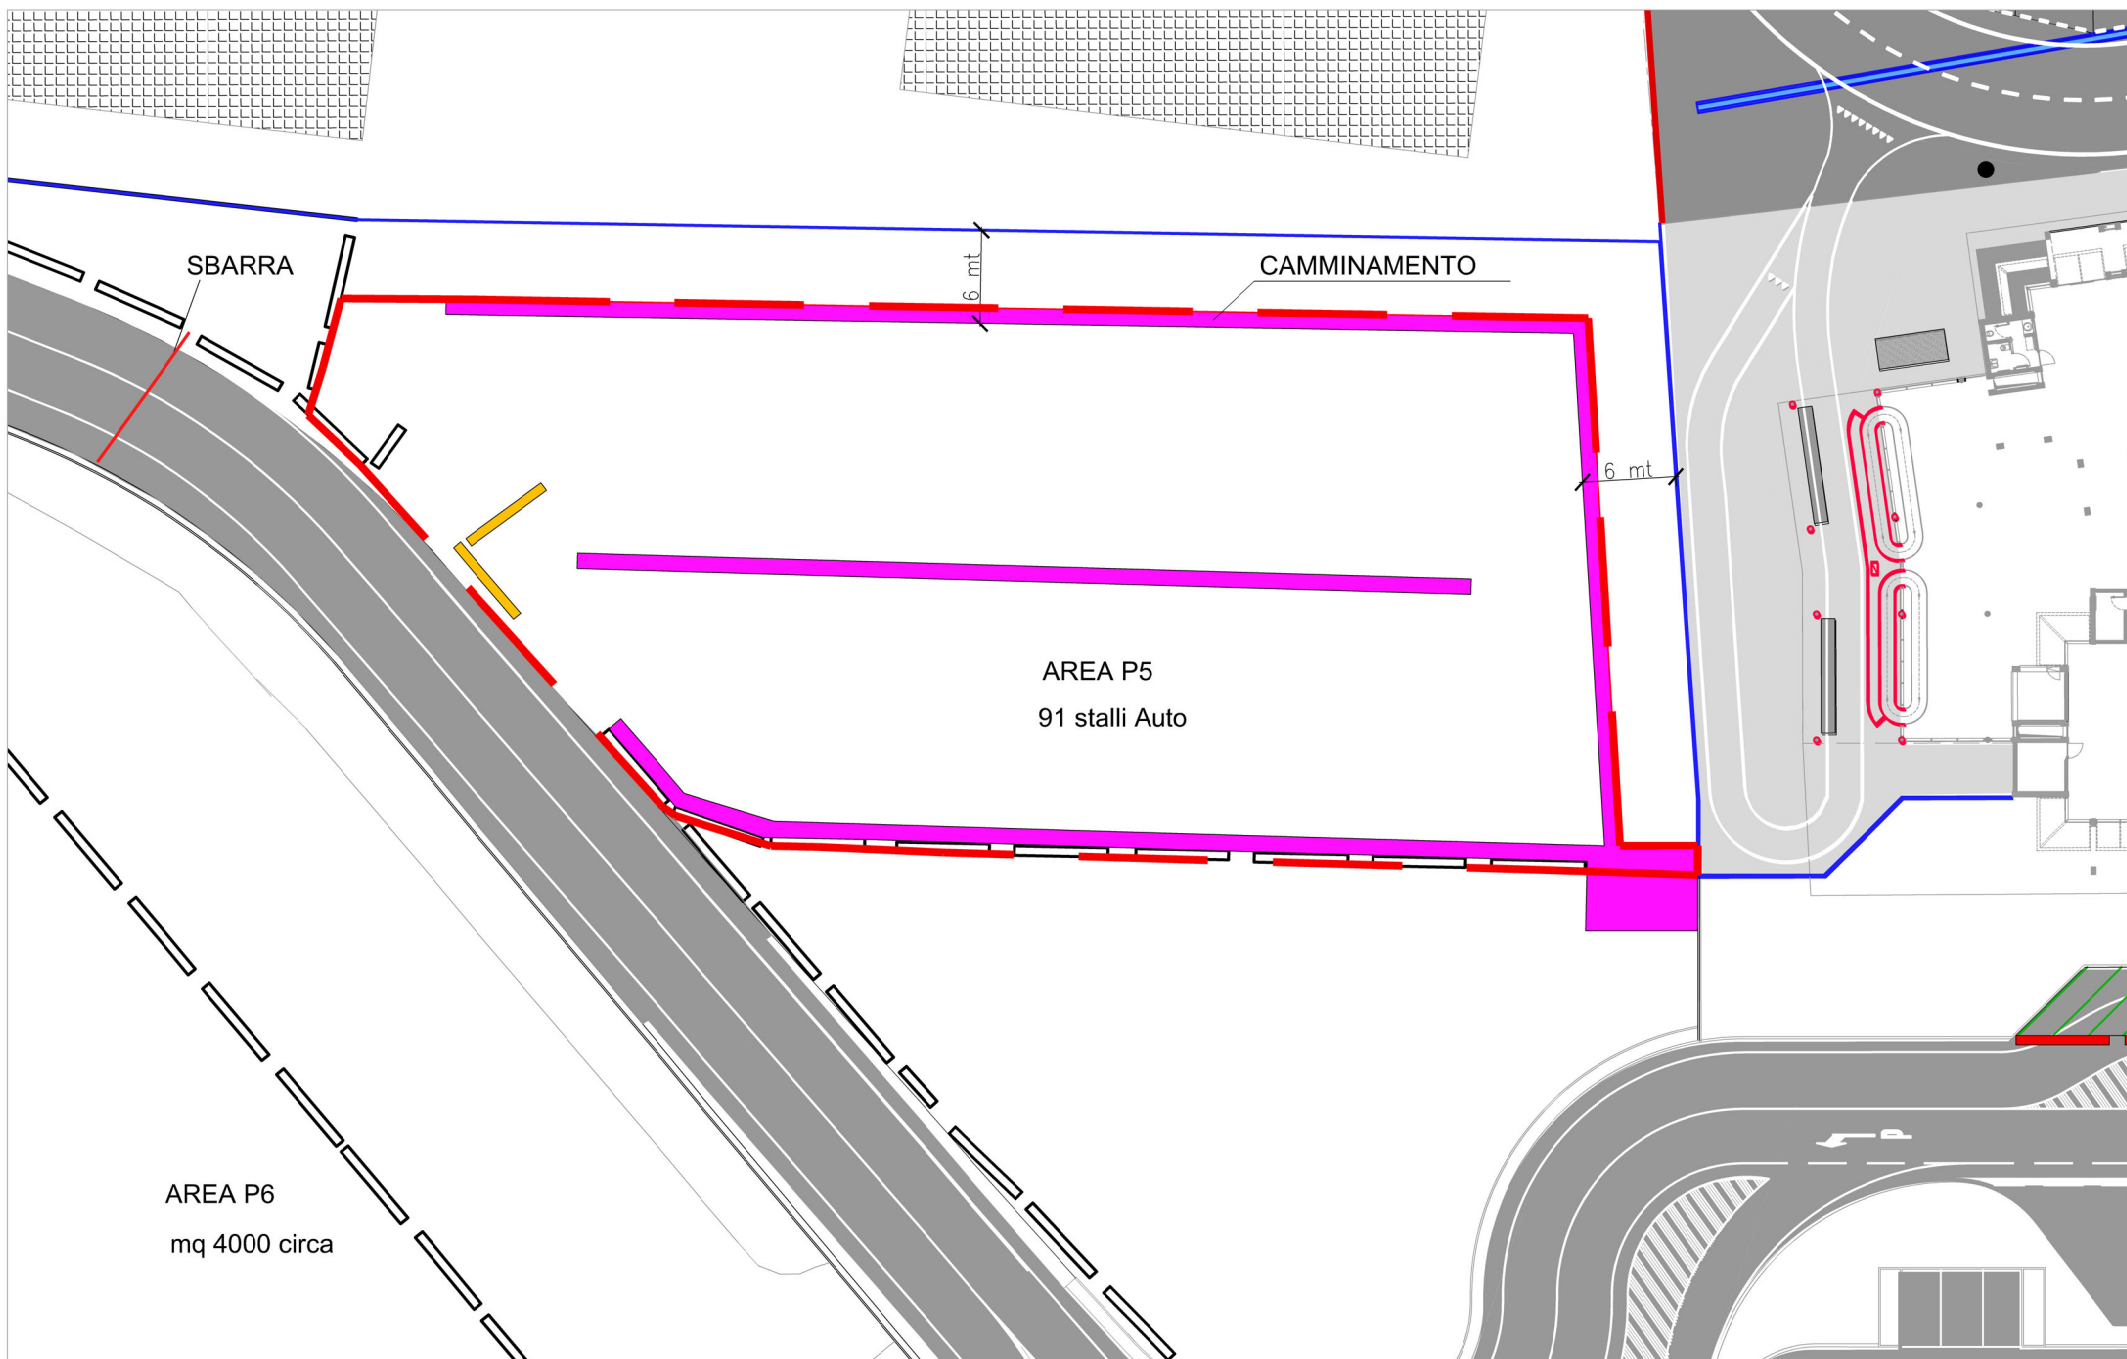 SBARRA
6 mt
CAMMINAMENTO
6 mt
AREA P5
91 stalli Auto
AREA P6
mq 4000 circa
P